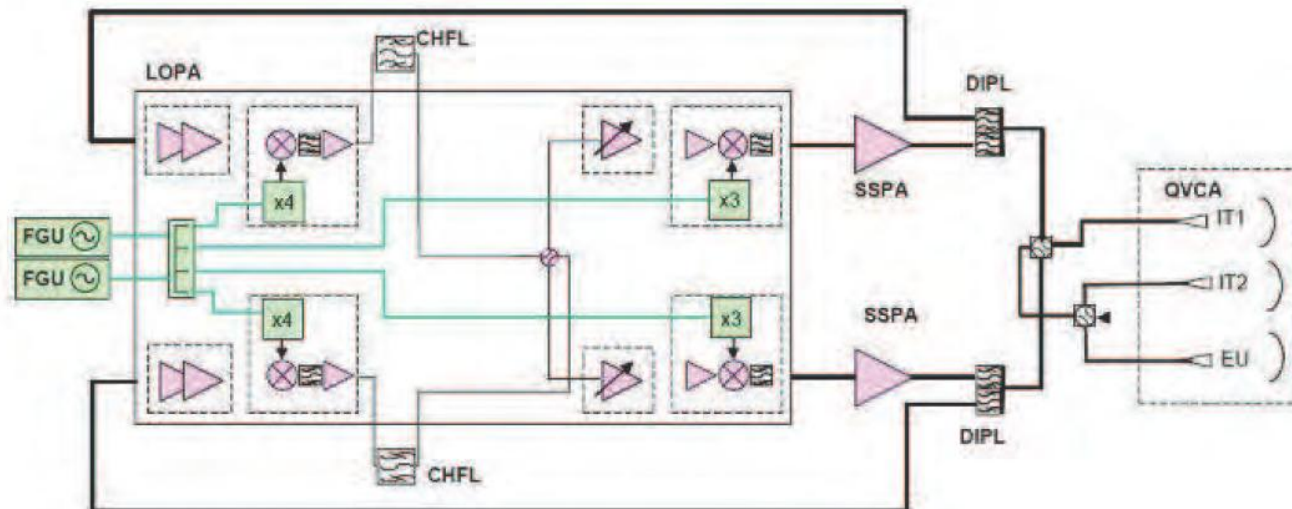 CHFL
LOPA
DIPL
x4
x3
SSPA
QVCA
IT1
FGU
FGU
IT2
x4
x3
SSPA
EU
DIPL
CHFL